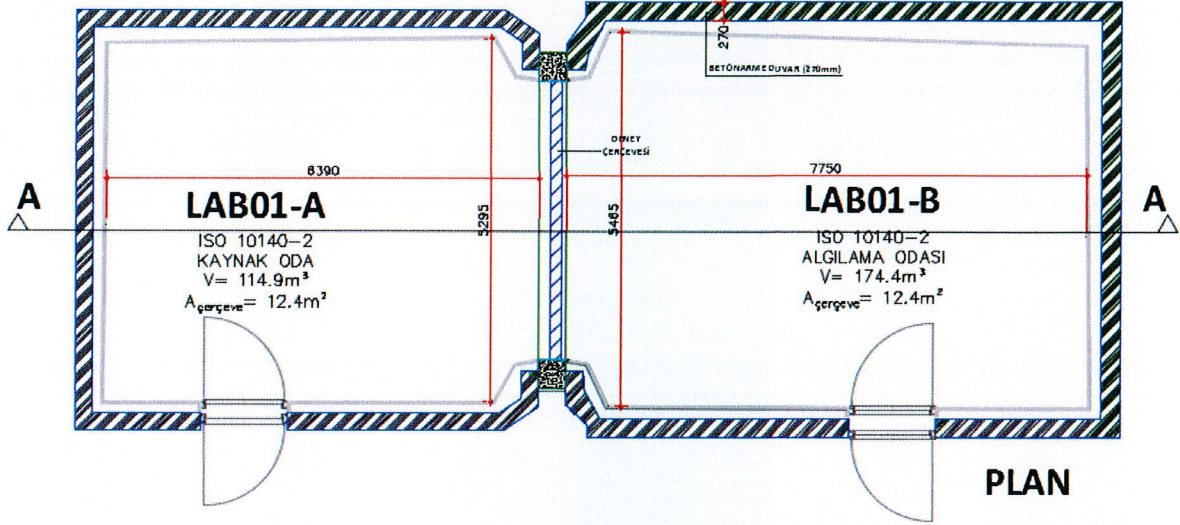 270
BETONARME DUVAR (270mm)
DENEY
ÇERÇEVESİ
6390
7750
A
LAB01-A
5295
5465
LAB01-B
A
ISO 10140-2
KAYNAK ODA
V= 114.9m³
Açerçeve= 12.4m²
ISO 10140-2
ALGILAMA ODASI
V= 174.4m³
Açerçeve= 12.4m²
PLAN